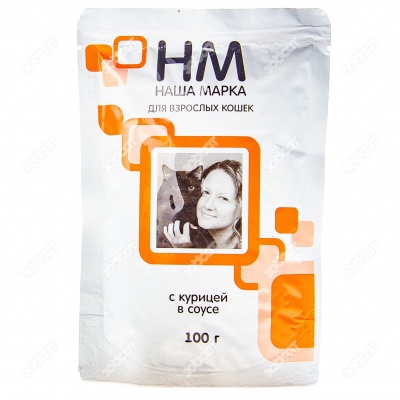 НМ
НАША МАРКА
ДЛЯ ВЗРОСЛЫХ КОШЕК
с курицей
в соусе
100 г